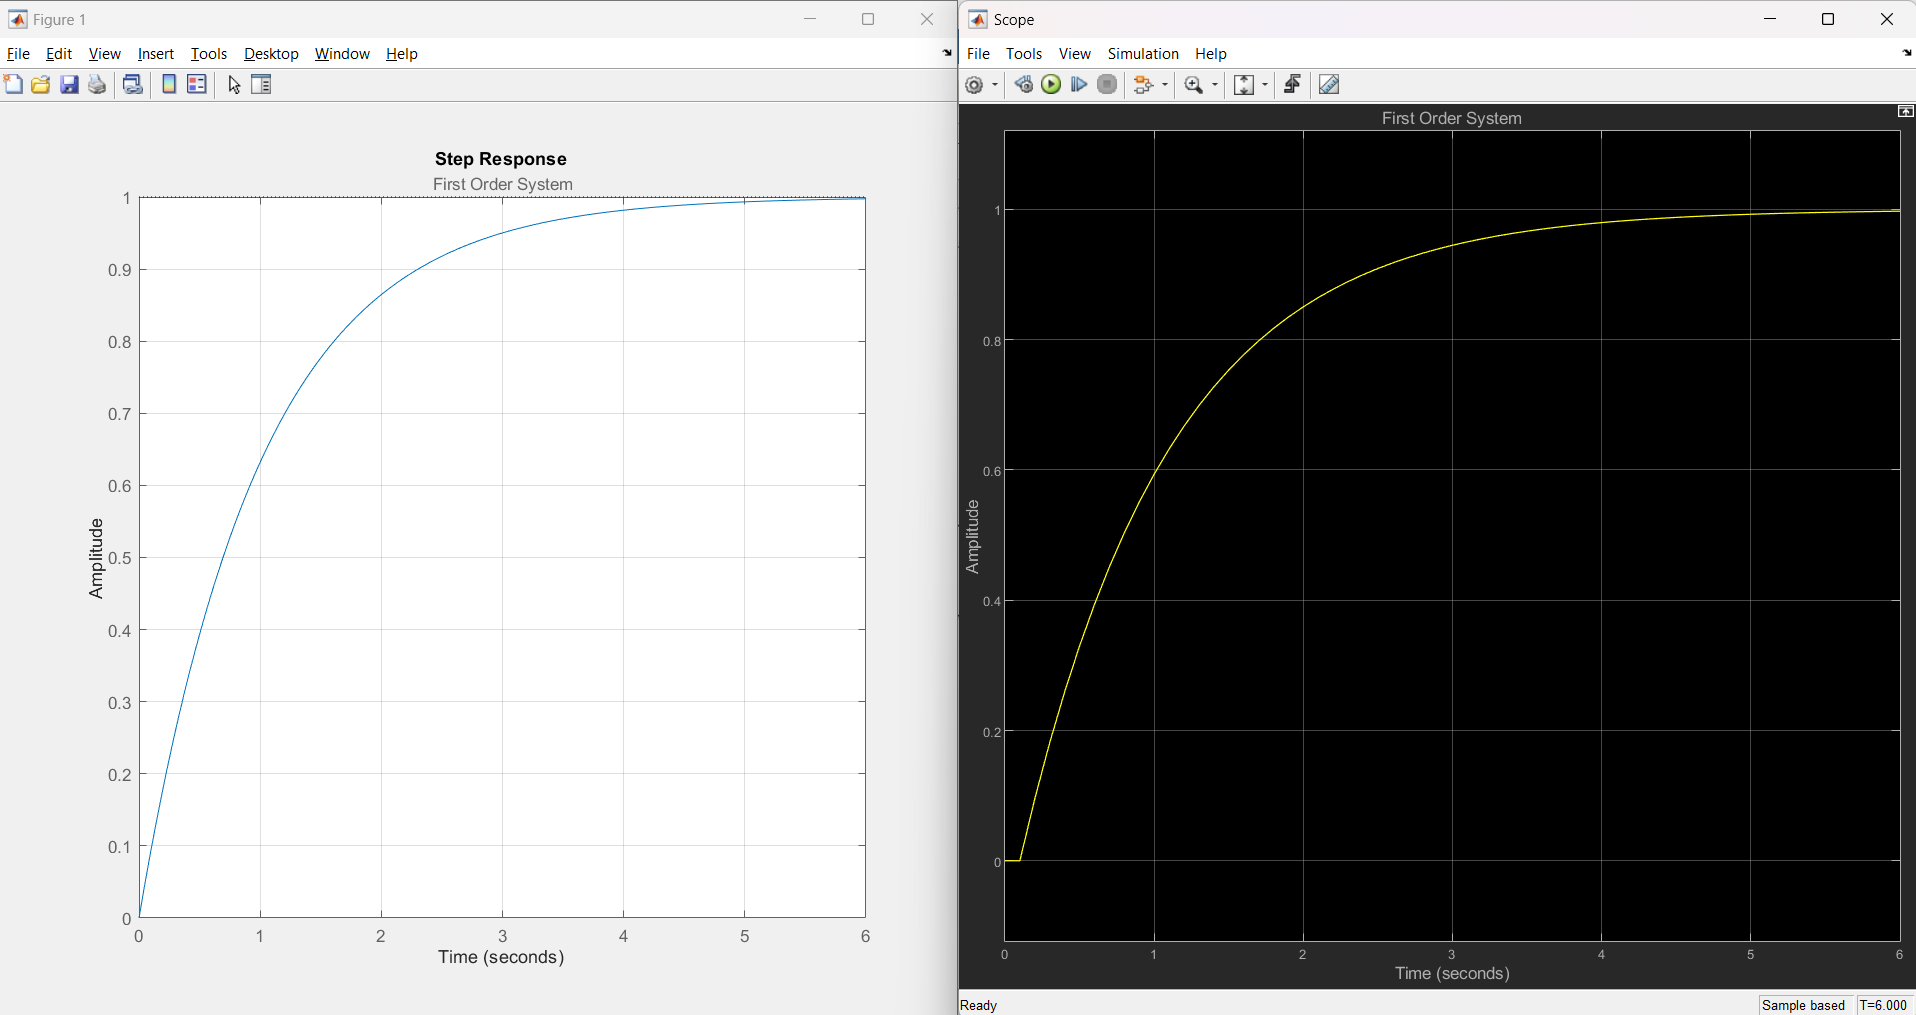 Figure 1
File Edit View Insert Tools Desktop Window Help
Step Response
First Order System
1
0.9
0.8
0.7
0.6
0.5
0.4
0.3
0.2
0.1
0
Amplitude
0 1 2 3 4 5 6
Time (seconds)
Scope
File Tools View Simulation Help
First Order System
1
0.8
0.6
0.4
0.2
0
Amplitude
0 1 2 3 4 5 6
Time (seconds)
Ready
Sample based T=6.000